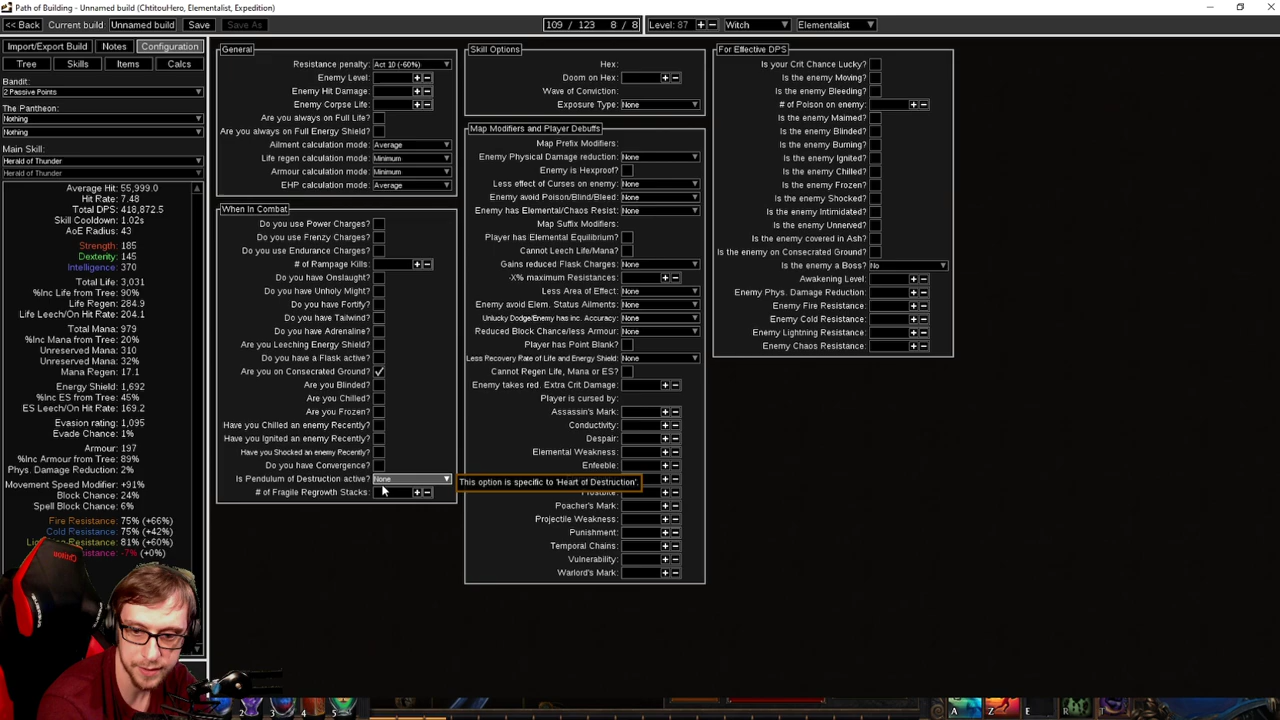 Path of Building - Unnamed build (ChtitouHero, Elementalist, Expedition)
<< Back Current build: Unnamed build Save Save As 109 / 123 8 / 8 Level: 87 + − Witch Elementalist
Import/Export Build Notes Configuration
Tree Skills Items Calcs
Bandit:
2 Passive Points
The Pantheon:
Nothing
Nothing
Main Skill:
Herald of Thunder
Herald of Thunder
Average Hit: 55,999.0
Hit Rate: 7.48
Total DPS: 418,872.5
Skill Cooldown: 1.02s
AoE Radius: 43
Strength: 185
Dexterity: 145
Intelligence: 370
Total Life: 3,031
%Inc Life from Tree: 90%
Life Regen: 284.9
Life Leech/On Hit Rate: 204.1
Total Mana: 979
%Inc Mana from Tree: 20%
Unreserved Mana: 310
Unreserved Mana: 32%
Mana Regen: 17.1
Energy Shield: 1,692
%Inc ES from Tree: 45%
ES Leech/On Hit Rate: 169.2
Evasion rating: 1,095
Evade Chance: 1%
Armour: 197
%Inc Armour from Tree: 89%
Phys. Damage Reduction: 2%
Movement Speed Modifier: +91%
Block Chance: 24%
Spell Block Chance: 6%
Fire Resistance: 75% (+66%)
Cold Resistance: 75% (+42%)
Resistance: 81% (+60%)
esistance: -7% (+0%)
General
Resistance penalty: Act 10 (-60%)
Enemy Level:
Enemy Hit Damage:
Enemy Corpse Life:
Are you always on Full Life?
Are you always on Full Energy Shield?
Ailment calculation mode: Average
Life regen calculation mode: Minimum
Armour calculation mode: Minimum
EHP calculation mode: Average
When In Combat
Do you use Power Charges?
Do you use Frenzy Charges?
Do you use Endurance Charges?
# of Rampage Kills:
Do you have Onslaught?
Do you have Unholy Might?
Do you have Fortify?
Do you have Tailwind?
Do you have Adrenaline?
Are you Leeching Energy Shield?
Do you have a Flask active?
Are you on Consecrated Ground?
Are you Blinded?
Are you Chilled?
Are you Frozen?
Have you Chilled an enemy Recently?
Have you Ignited an enemy Recently?
Have you Shocked an enemy Recently?
Do you have Convergence?
Is Pendulum of Destruction active? None
# of Fragile Regrowth Stacks:
This option is specific to 'Heart of Destruction'.
Skill Options
Hex:
Doom on Hex:
Wave of Conviction:
Exposure Type: None
Map Modifiers and Player Debuffs
Map Prefix Modifiers:
Enemy Physical Damage reduction: None
Enemy is Hexproof?
Less effect of Curses on enemy: None
Enemy avoid Poison/Blind/Bleed: None
Enemy has Elemental/Chaos Resist: None
Map Suffix Modifiers:
Player has Elemental Equilibrium?
Cannot Leech Life/Mana?
Gains reduced Flask Charges: None
-X% maximum Resistances:
Less Area of Effect: None
Enemy avoid Elem. Status Ailments: None
Unlucky Dodge/Enemy has inc. Accuracy: None
Reduced Block Chance/less Armour: None
Player has Point Blank?
Less Recovery Rate of Life and Energy Shield: None
Cannot Regen Life, Mana or ES?
Enemy takes red. Extra Crit Damage:
Player is cursed by:
Assassin's Mark:
Conductivity:
Despair:
Elemental Weakness:
Enfeeble:
Poacher's Mark:
Projectile Weakness:
Punishment:
Temporal Chains:
Vulnerability:
Warlord's Mark:
For Effective DPS
Is your Crit Chance Lucky?
Is the enemy Moving?
Is the enemy Bleeding?
# of Poison on enemy:
Is the enemy Maimed?
Is the enemy Blinded?
Is the enemy Burning?
Is the enemy Ignited?
Is the enemy Chilled?
Is the enemy Frozen?
Is the enemy Shocked?
Is the enemy Intimidated?
Is the enemy Unnerved?
Is the enemy covered in Ash?
Is the enemy on Consecrated Ground?
Is the enemy a Boss? No
Awakening Level:
Enemy Phys. Damage Reduction:
Enemy Fire Resistance:
Enemy Cold Resistance:
Enemy Lightning Resistance:
Enemy Chaos Resistance:
2 3 4 5 A Z E R T